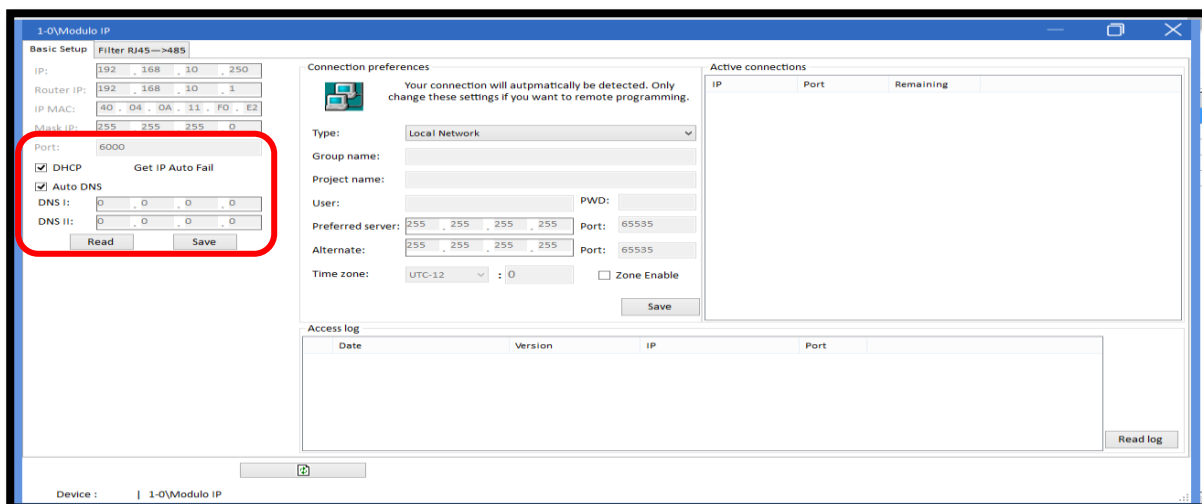 1-0\Modulo IP
Basic Setup Filter RJ45—>485
IP: 192 . 168 . 10 . 250
Router IP: 192 . 168 . 10 . 1
IP MAC: 40 . 04 . 0A . 11 . F0 . E2
Mask IP: 255 . 255 . 255 . 0
Port: 6000
DHCP Get IP Auto Fail
Auto DNS
DNS I: 0 . 0 . 0 . 0
DNS II: 0 . 0 . 0 . 0
Read Save
Connection preferences
Your connection will autpmatically be detected. Only
change these settings if you want to remote programming.
Type: Local Network
Group name:
Project name:
User: PWD:
Preferred server: 255 . 255 . 255 . 255 Port: 65535
Alternate: 255 . 255 . 255 . 255 Port: 65535
Time zone: UTC-12 : 0 Zone Enable
Save
Active connections
IP Port Remaining
Access log
Date Version IP Port
Read log
Device : | 1-0\Modulo IP